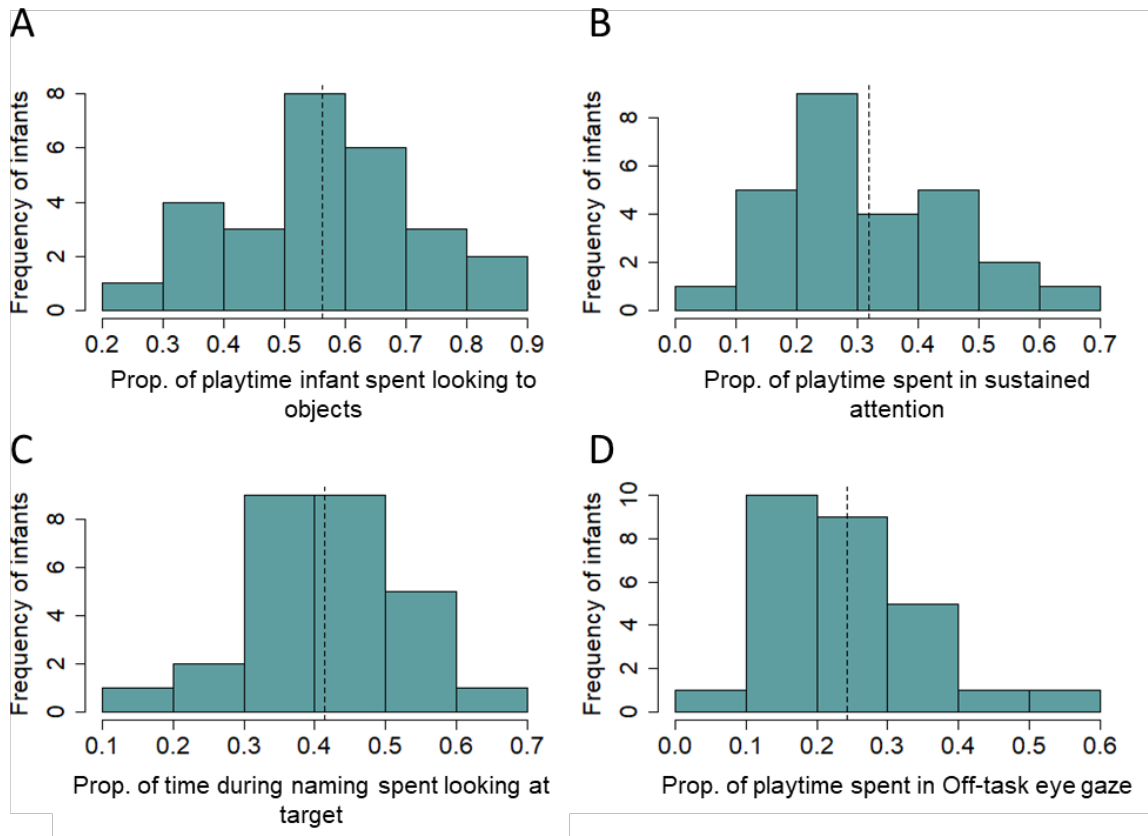 A
B
Frequency of infants
0 2 4 6 8
0.2 0.3 0.4 0.5 0.6 0.7 0.8 0.9
Prop. of playtime infant spent looking to
objects
Frequency of infants
0 2 4 6 8
0.0 0.1 0.2 0.3 0.4 0.5 0.6 0.7
Prop. of playtime spent in sustained
attention
C
D
Frequency of infants
0 2 4 6 8
0.1 0.2 0.3 0.4 0.5 0.6 0.7
Prop. of time during naming spent looking at
target
Frequency of infants
0 2 4 6 8 10
0.0 0.1 0.2 0.3 0.4 0.5 0.6
Prop. of playtime spent in Off-task eye gaze